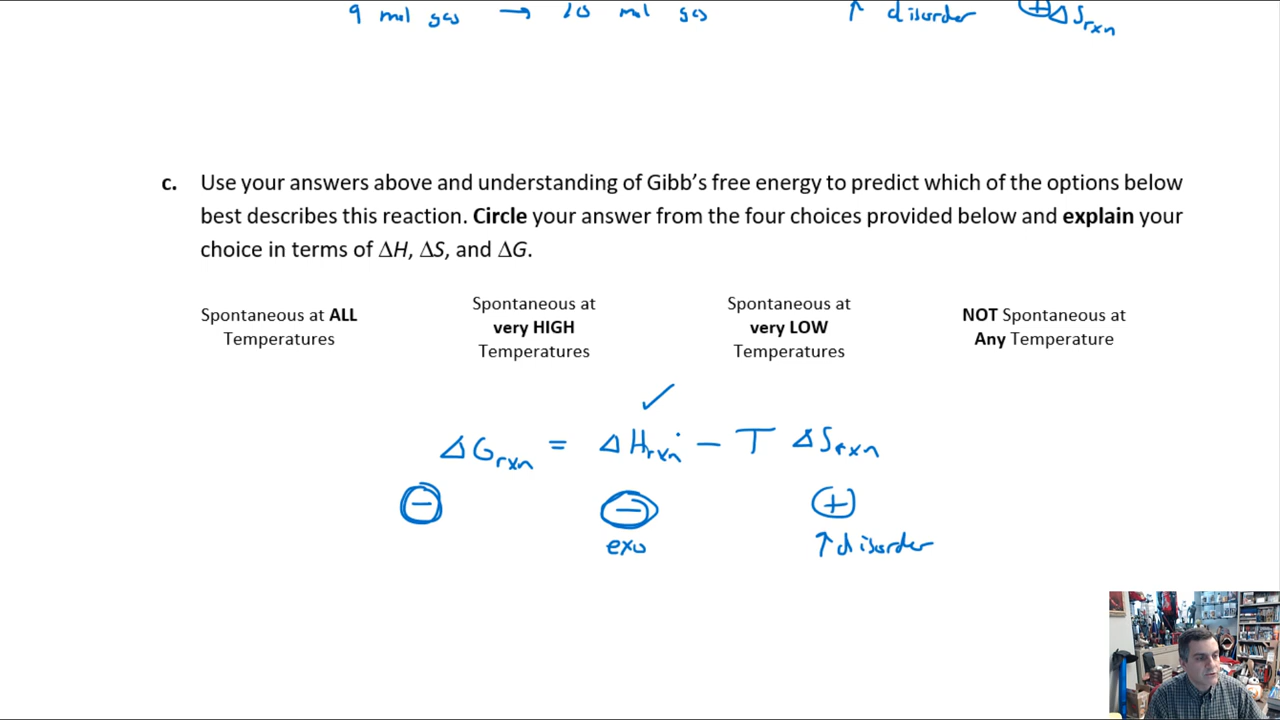 9 mol gas → 10 mol gas ↑ disorder ⊕ΔSrxn
c. Use your answers above and understanding of Gibb’s free energy to predict which of the options below
best describes this reaction. Circle your answer from the four choices provided below and explain your
choice in terms of ΔH, ΔS, and ΔG.
Spontaneous at ALL
Temperatures
Spontaneous at
very HIGH
Temperatures
Spontaneous at
very LOW
Temperatures
NOT Spontaneous at
Any Temperature
✓
ΔGrxn = ΔHrxn – T ΔSrxn
⊖ ⊖ ⊕
exo ↑disorder